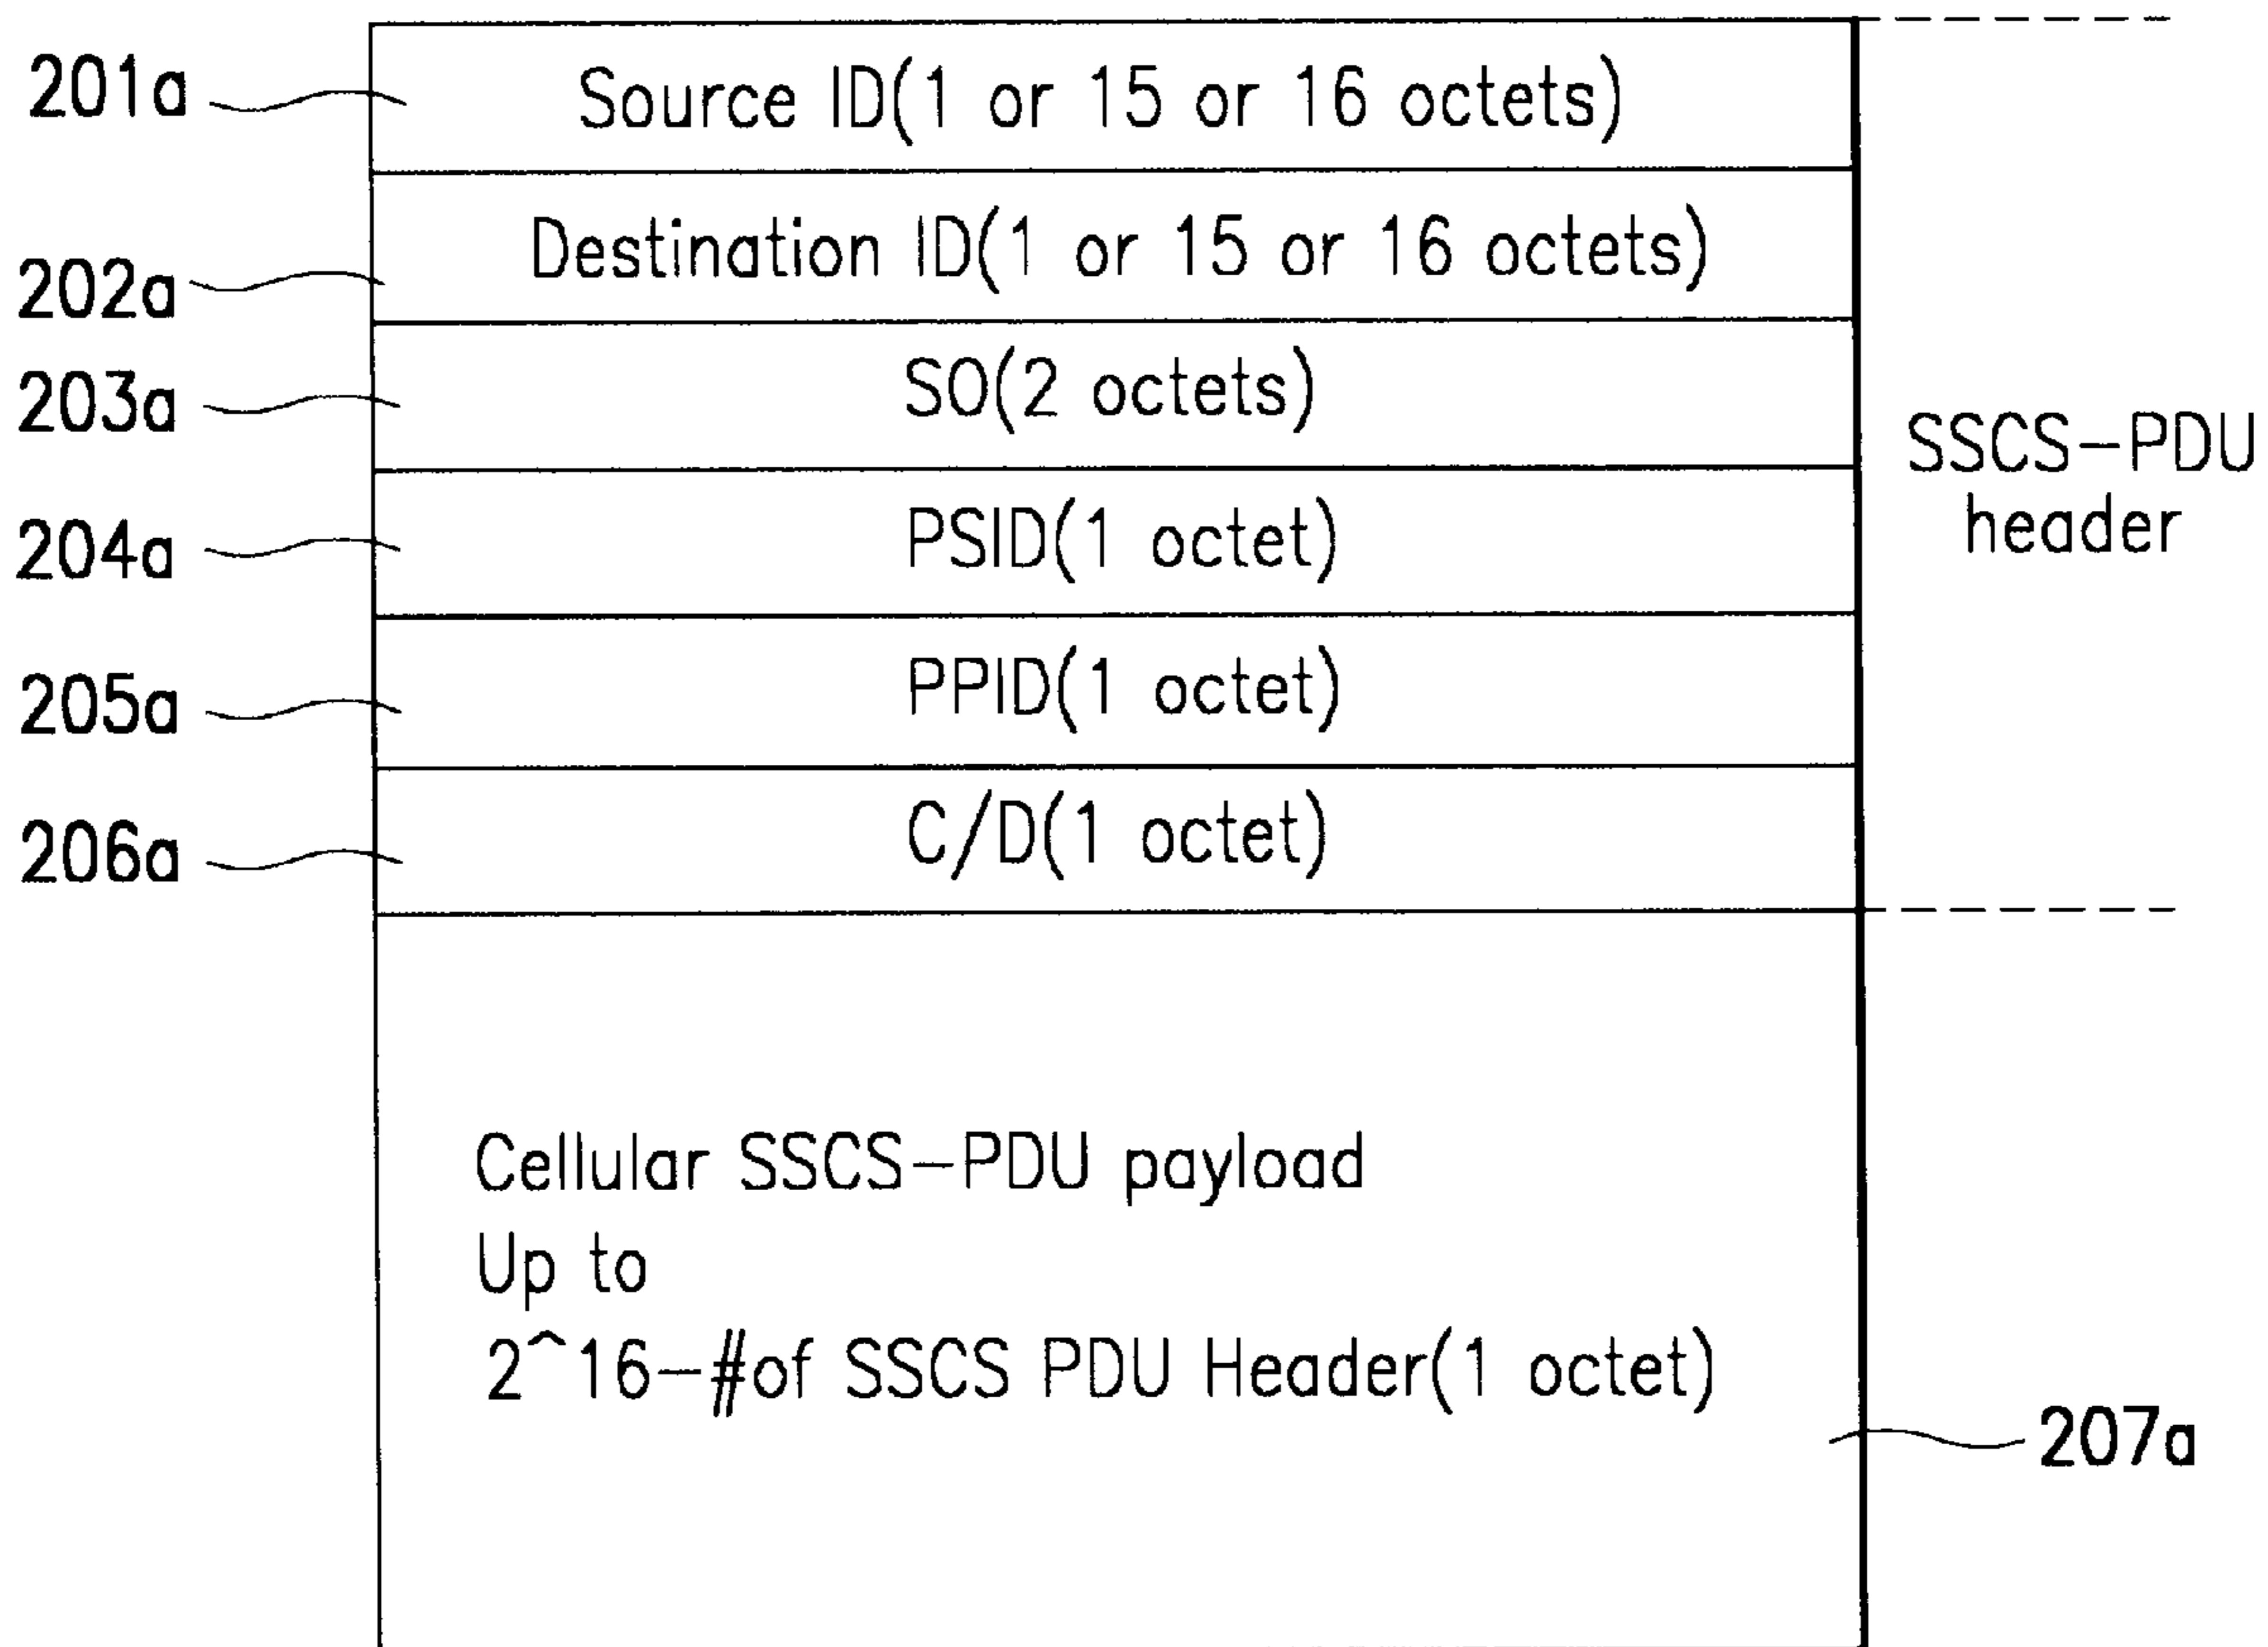 201a
Source ID(1 or 15 or 16 octets)
202a
Destination ID(1 or 15 or 16 octets)
203a
SO(2 octets)
204a
PSID(1 octet)
205a
PPID(1 octet)
206a
C/D(1 octet)
SSCS-PDU
header
Cellular SSCS-PDU payload
Up to
2^16-#of SSCS PDU Header(1 octet)
207a